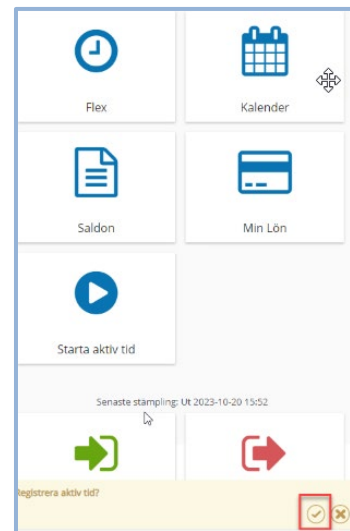 Flex
Kalender
Saldon
Min Lön
Starta aktiv tid
Senaste stämpling: Ut 2023-10-20 15:52
Registrera aktiv tid?